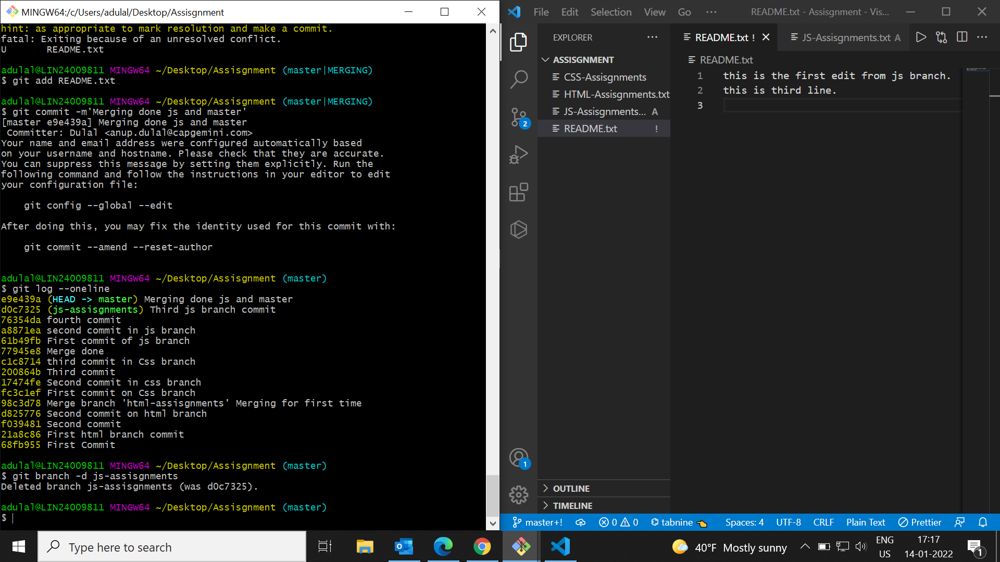 MINGW64:/c/Users/adulal/Desktop/Assisgnment
hint: as appropriate to mark resolution and make a commit.
fatal: Exiting because of an unresolved conflict.
U       README.txt
adulal@LIN24009811 MINGW64 ~/Desktop/Assisgnment (master|MERGING)
$ git add README.txt
adulal@LIN24009811 MINGW64 ~/Desktop/Assisgnment (master|MERGING)
$ git commit -m'Merging done js and master'
[master e9e439a] Merging done js and master
 Committer: Dulal <anup.dulal@capgemini.com>
Your name and email address were configured automatically based
on your username and hostname. Please check that they are accurate.
You can suppress this message by setting them explicitly. Run the
following command and follow the instructions in your editor to edit
your configuration file:
    git config --global --edit
After doing this, you may fix the identity used for this commit with:
    git commit --amend --reset-author
adulal@LIN24009811 MINGW64 ~/Desktop/Assisgnment (master)
$ git log --oneline
e9e439a (HEAD -> master) Merging done js and master
d0c7325 (js-assisgnments) Third js branch commit
76354da fourth commit
a8871ea second commit in js branch
61b49fb First commit of js branch
77945e8 Merge done
c1c8714 third commit in Css branch
200864b Third commit
17474fe Second commit in css branch
fc3c1ef First commit on Css branch
98c3d78 Merge branch 'html-assisgnments' Merging for first time
d825776 Second commit on html branch
f039481 Second commit
21a8c86 First html branch commit
68fb955 First Commit
adulal@LIN24009811 MINGW64 ~/Desktop/Assisgnment (master)
$ git branch -d js-assisgnments
Deleted branch js-assisgnments (was d0c7325).
adulal@LIN24009811 MINGW64 ~/Desktop/Assisgnment (master)
$
File Edit Selection View Go ··· README.txt - Assisgnment - Vis...
EXPLORER ···
ASSISGNMENT
CSS-Assisgnments
HTML-Assisgnments.txt
JS-Assisgnments... A
README.txt !
2
1
OUTLINE
TIMELINE
README.txt ! JS-Assisgnments.txt A ···
README.txt
1 this is the first edit from js branch.
2 this is third line.
3
master+! 0 0 tabnine Spaces: 4 UTF-8 CRLF Plain Text Prettier
Type here to search
40°F Mostly sunny
ENG
US
17:17
14-01-2022
1